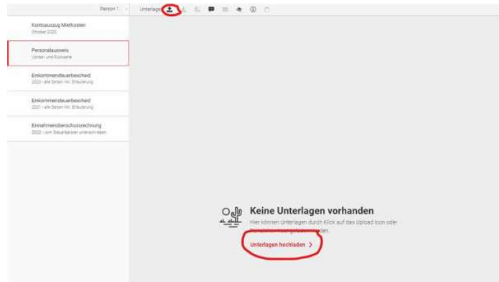 Person 1
Unterlagen
Kontoauszug Mietkosten
Oktober 2020
Personalausweis
Vorder- und Rückseite
Einkommensteuerbescheid
2020 - alle Seiten inkl. Erläuterung
Einkommensteuerbescheid
2021 - alle Seiten inkl. Erläuterung
Einnahmenüberschussrechnung
2022 - vom Steuerberater unterschrieben
Keine Unterlagen vorhanden
Hier können Unterlagen durch Klick auf das Upload Icon oder
Unterlagen hochladen